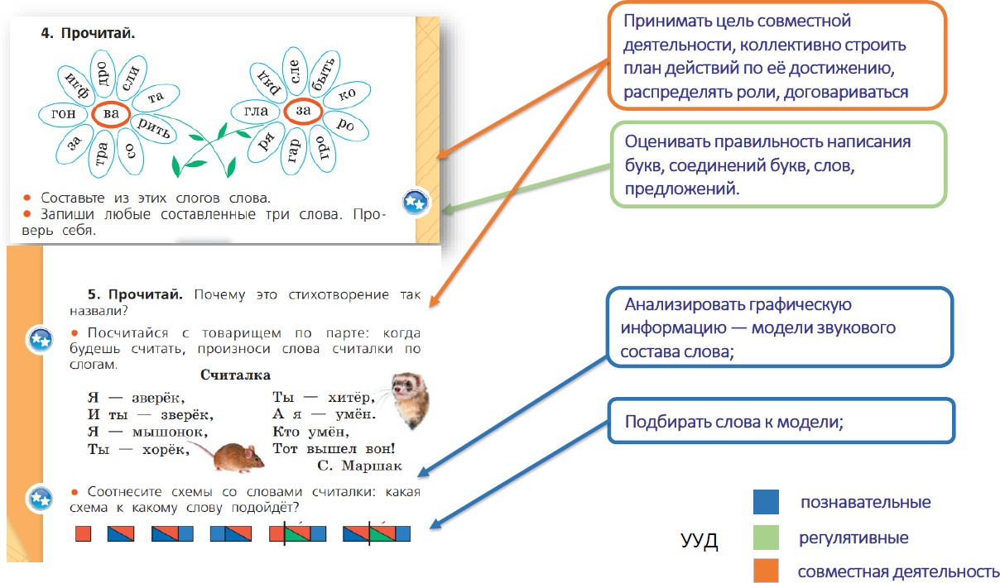 4. Прочитай.
фци
дро
сли
та
рить
со
тра
за
гон
ва
ряд
сле
быть
ко
ро
гро
гар
ря
гла
за
• Составьте из этих слогов слова.
• Запиши любые составленные три слова. Про-
верь себя.
5. Прочитай. Почему это стихотворение так
назвали?
• Посчитайся с товарищем по парте: когда
будешь считать, произноси слова считалки по
слогам.
Считалка
Я — зверёк,
И ты — зверёк,
Я — мышонок,
Ты — хорёк,
Ты — хитёр,
А я — умён.
Кто умён,
Тот вышел вон!
С. Маршак
• Соотнесите схемы со словами считалки: какая
схема к какому слову подойдёт?
Принимать цель совместной
деятельности, коллективно строить
план действий по её достижению,
распределять роли, договариваться
Оценивать правильность написания
букв, соединений букв, слов,
предложений.
Анализировать графическую
информацию — модели звукового
состава слова;
Подбирать слова к модели;
УУД
познавательные
регулятивные
совместная деятельность